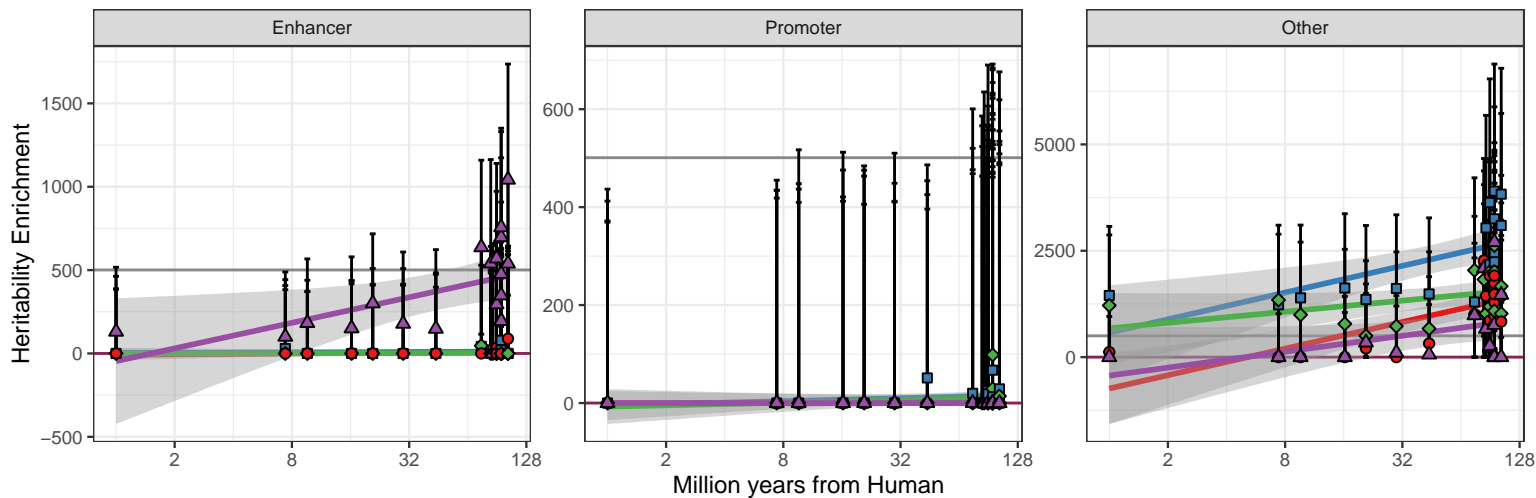 Enhancer
Promoter
Other
Heritability Enrichment
1500
1000
500
0
−500
600
400
200
0
5000
2500
0
2 8 32 128
2 8 32 128
2 8 32 128
Million years from Human